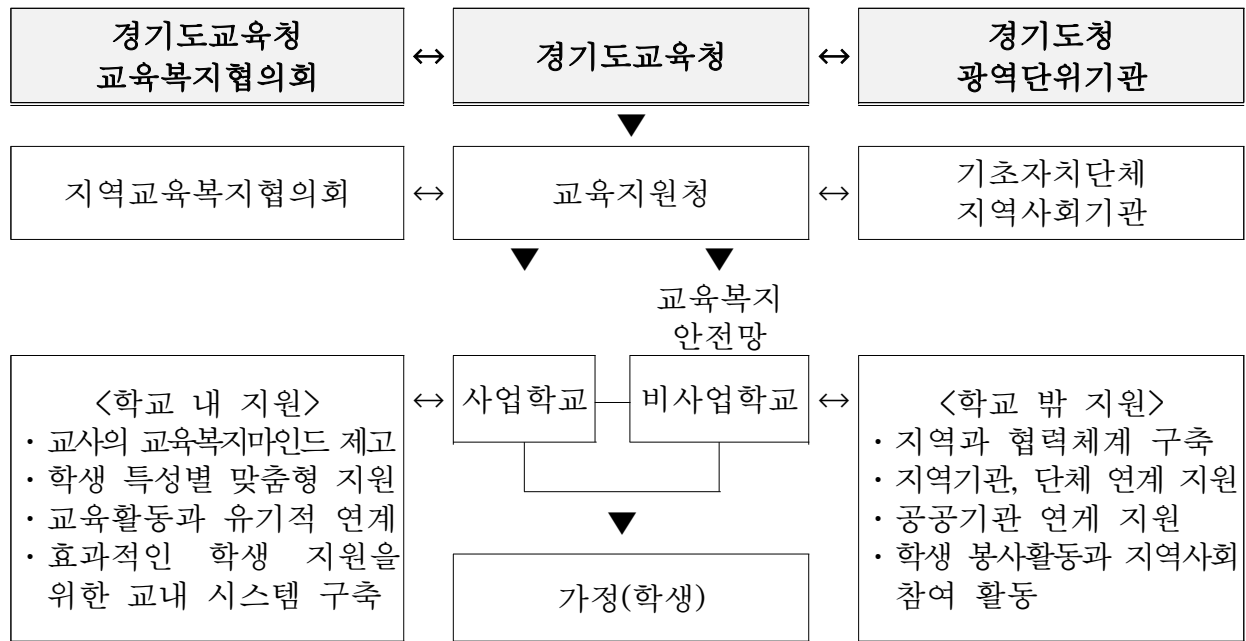 경기도교육청
교육복지협의회
↔
경기도교육청
↔
경기도청
광역단위기관
▼
지역교육복지협의회
↔
교육지원청
↔
기초자치단체
지역사회기관
▼
▼
교육복지
안전망
<학교 내 지원>
· 교사의 교육복지마인드 제고
· 학생 특성별 맞춤형 지원
· 교육활동과 유기적 연계
· 효과적인 학생 지원을
위한 교내 시스템 구축
↔
사업학교
비사업학교
↔
<학교 밖 지원>
· 지역과 협력체계 구축
· 지역기관, 단체 연계 지원
· 공공기관 연게 지원
· 학생 봉사활동과 지역사회
참여 활동
▼
가정(학생)